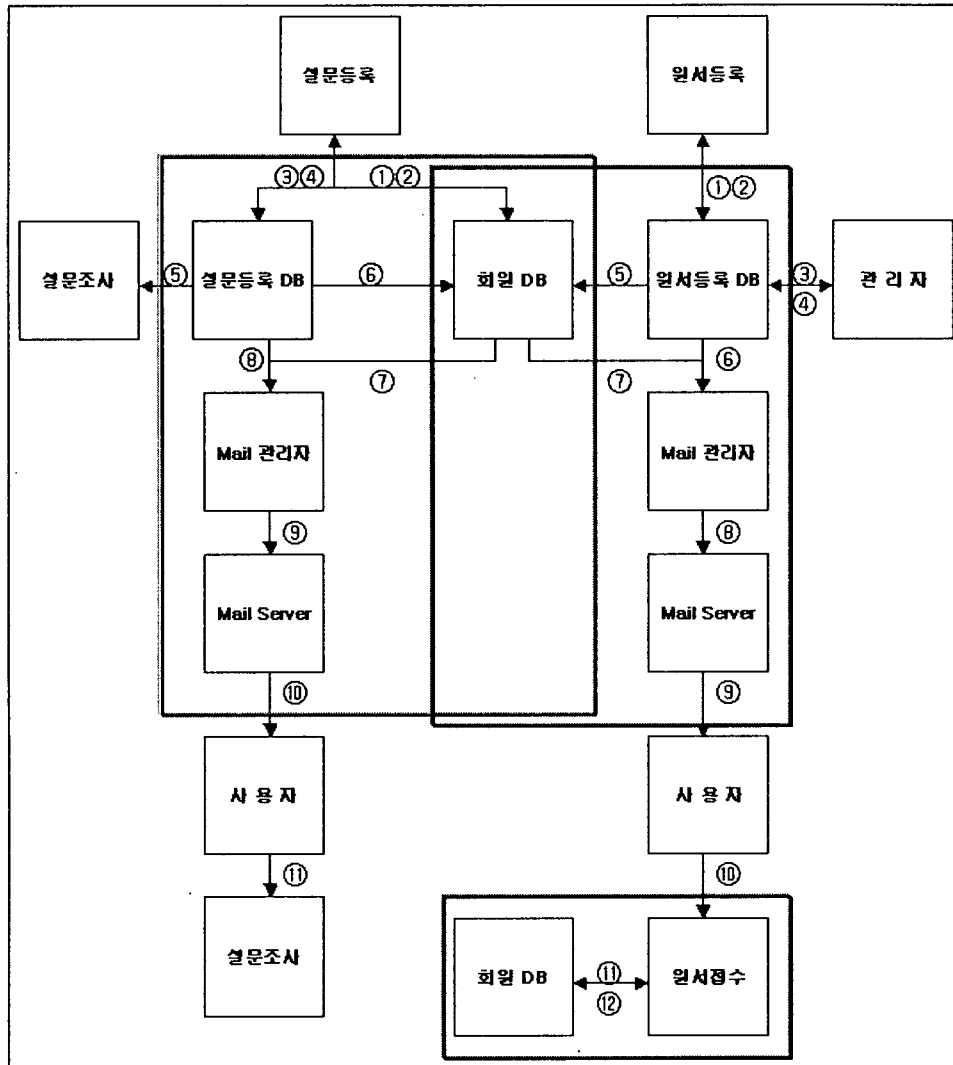 설문등록
원서등록
③④
①②
①②
설문조사
⑤
설문등록 DB
⑥
회원 DB
⑤
원서등록 DB
③
④
관 리 자
⑧
⑦
⑦
⑥
Mail 관리자
Mail 관리자
⑨
⑧
Mail Server
Mail Server
⑩
⑨
사 용 자
사 용 자
⑪
⑩
설문조사
회원 DB
⑪
⑫
원서접수